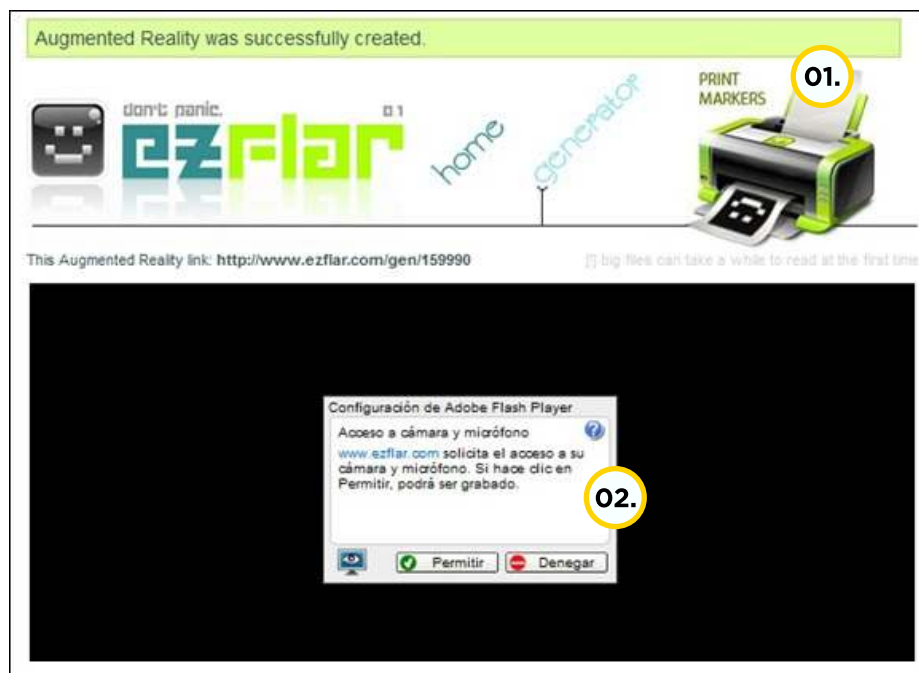 Augmented Reality was successfully created.
PRINT
MARKERS
01.
don't panic.
0.1
ezflar
home
generator
This Augmented Reality link: http://www.ezflar.com/gen/159990
[!] big files can take a while to read at the first time
Configuración de Adobe Flash Player
Acceso a cámara y micrófono
www.ezflar.com solicita el acceso a su
cámara y micrófono. Si hace clic en
Permitir, podrá ser grabado.
02.
Permitir
Denegar